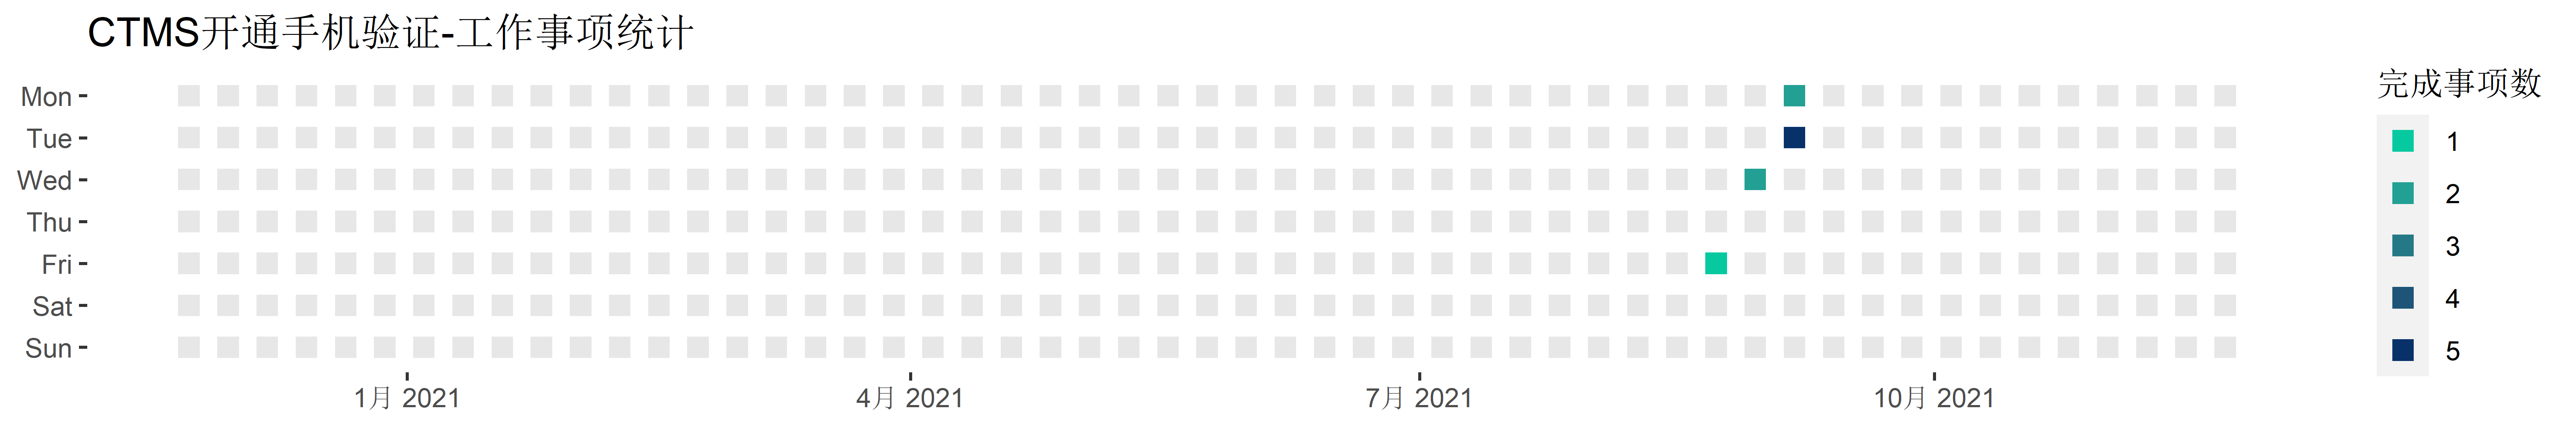 CTMS开通手机验证-工作事项统计
Mon
Tue
Wed
Thu
Fri
Sat
Sun
1月 2021
4月 2021
7月 2021
10月 2021
完成事项数
1
2
3
4
5